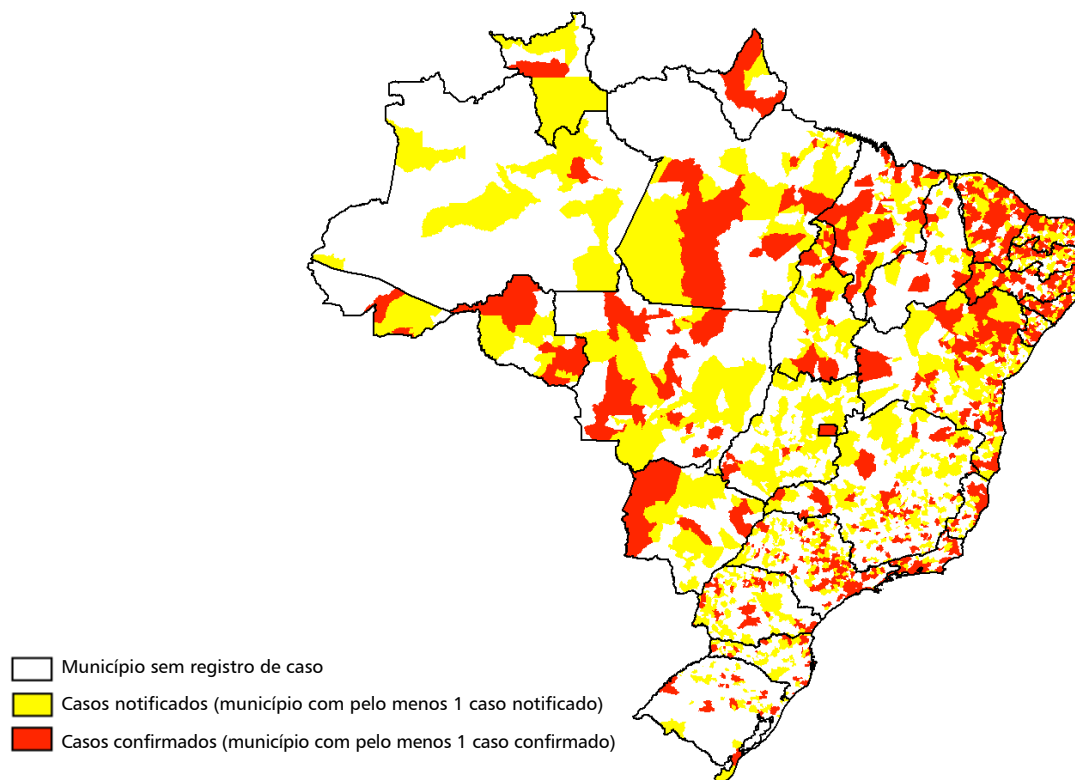 Município sem registro de caso
Casos notificados (município com pelo menos 1 caso notificado)
Casos confirmados (município com pelo menos 1 caso confirmado)